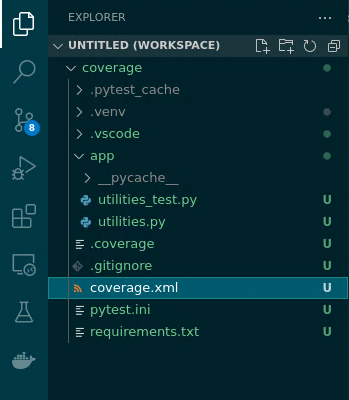 EXPLORER
UNTITLED (WORKSPACE)
coverage
.pytest_cache
.venv
.vscode
app
__pycache__
utilities_test.py U
utilities.py U
.coverage U
.gitignore U
coverage.xml U
pytest.ini U
requirements.txt U
8